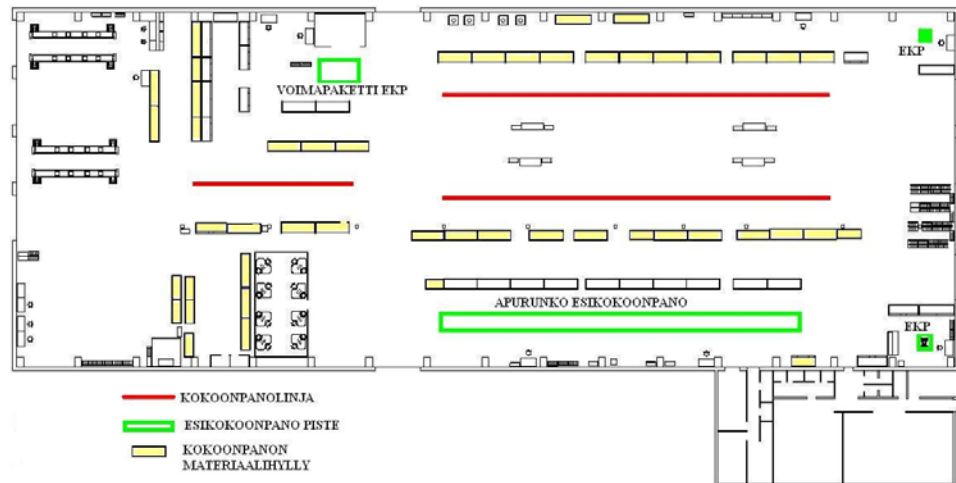 EKP
VOIMAPAKETTI EKP
APURUNKO ESIKOKOONPANO
EKP
KOKOONPANOLINJA
ESIKOKOONPANO PISTE
KOKOONPANON
MATERIAALIHYLLY